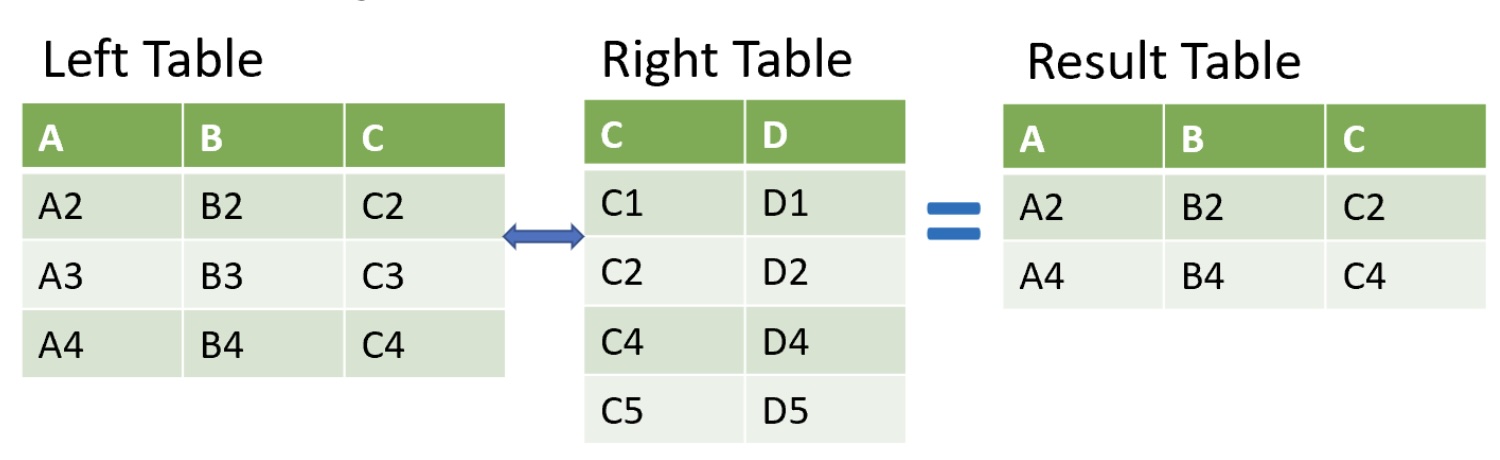 Left Table
A B C
A2 B2 C2
A3 B3 C3
A4 B4 C4
Right Table
C D
C1 D1
C2 D2
C4 D4
C5 D5
=
Result Table
A B C
A2 B2 C2
A4 B4 C4